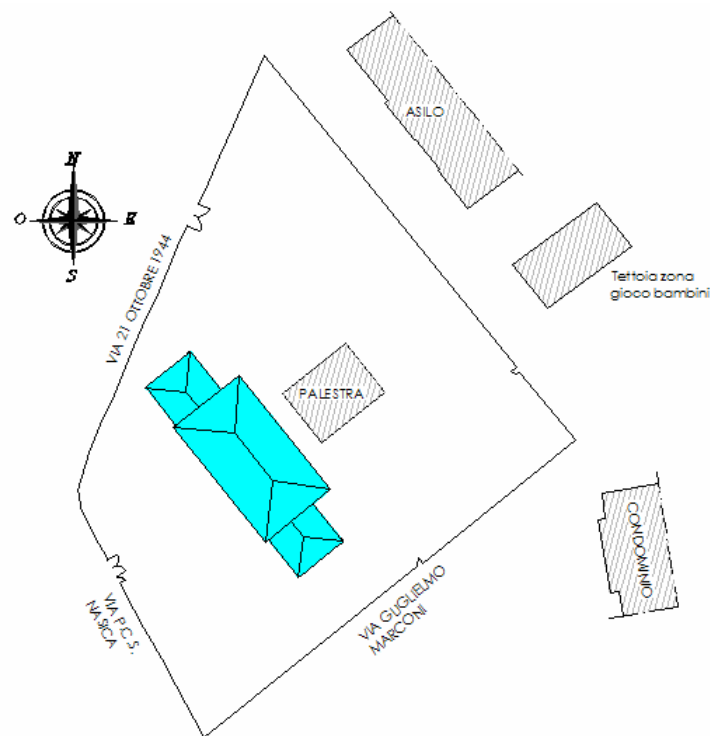 ASILO
N
O
E
S
VIA 21 OTTOBRE 1944
Tettoia zona
gioco bambini
PALESTRA
CONDOMINIO
VIA P.C.S.
NASICA
VIA GUGLIELMO
MARCONI